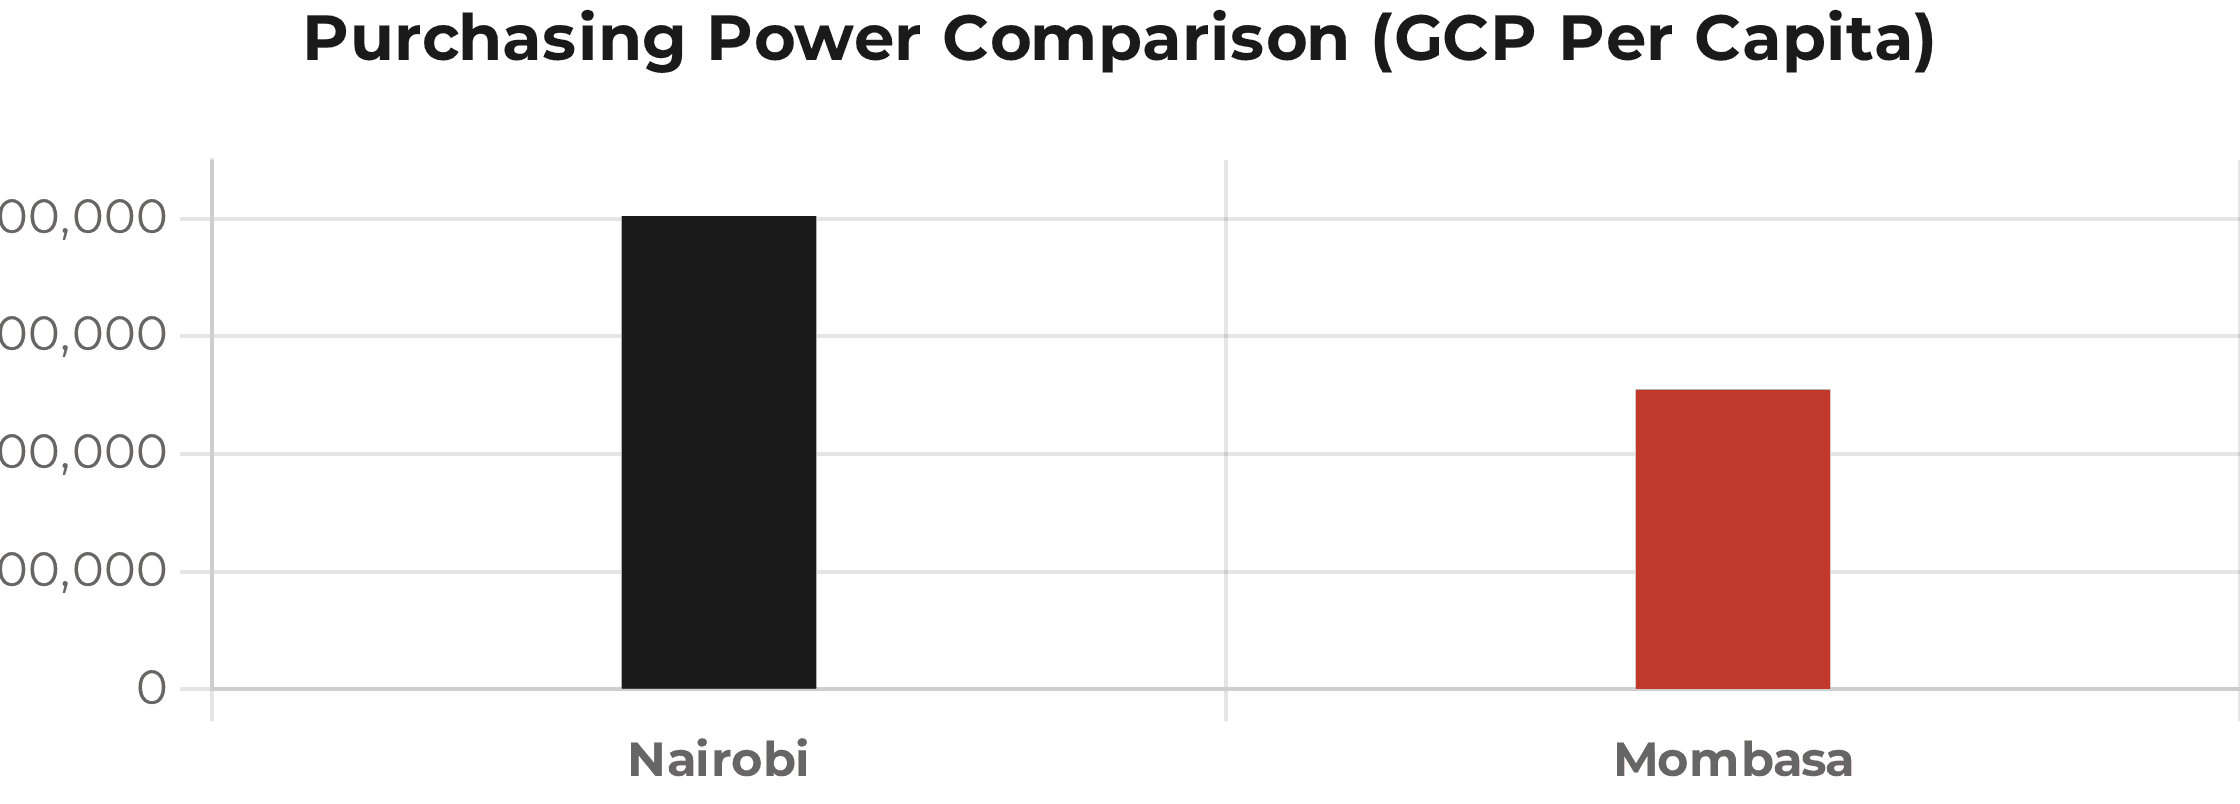 Purchasing Power Comparison (GCP Per Capita)
00,000
00,000
00,000
00,000
0
Nairobi
Mombasa